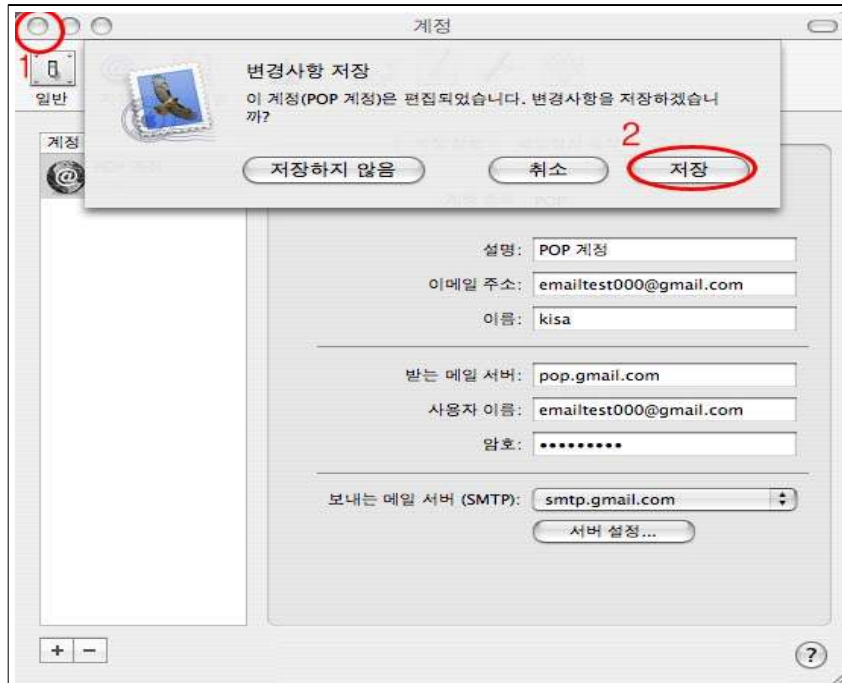 계정
1
일반
변경사항 저장
이 계정(POP 계정)은 편집되었습니다. 변경사항을 저장하겠습니
까?
2
저장하지 않음
취소
저장
계정
설명: POP 계정
이메일 주소: emailtest000@gmail.com
이름: kisa
받는 메일 서버: pop.gmail.com
사용자 이름: emailtest000@gmail.com
암호: •••••••••
보내는 메일 서버 (SMTP): smtp.gmail.com
서버 설정...
+ −
?